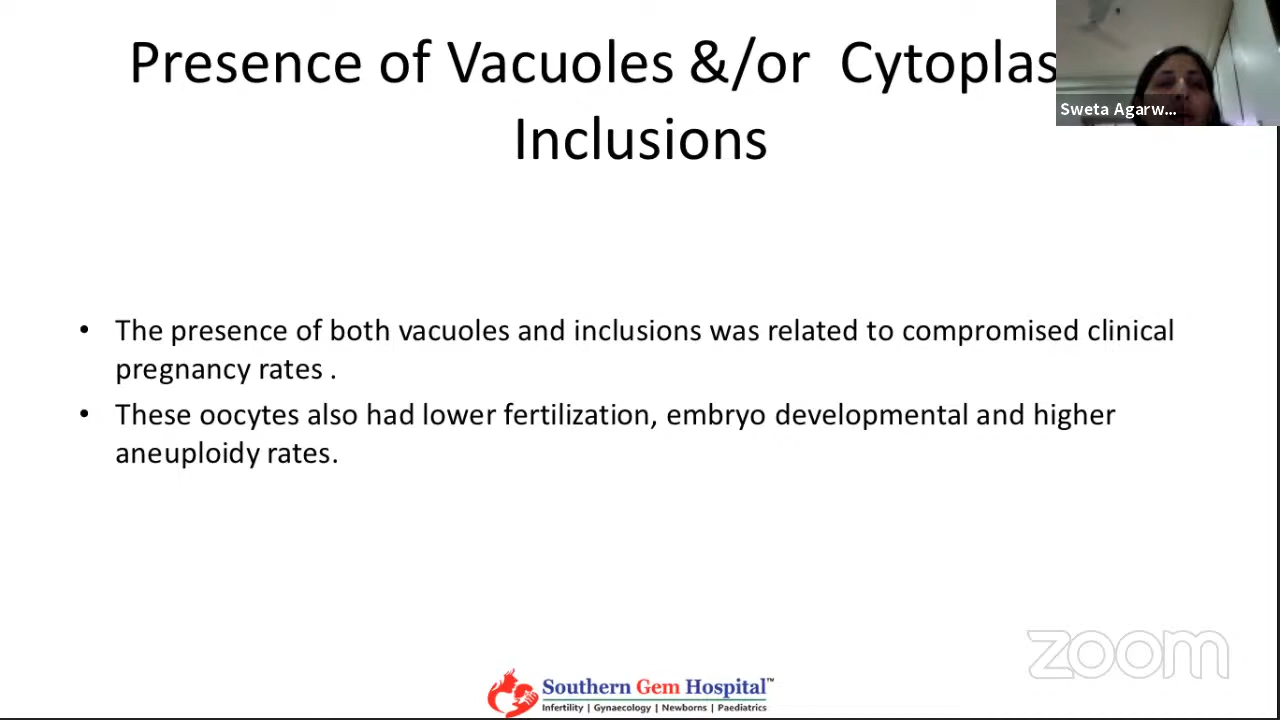 Presence of Vacuoles &/or Cytoplas
Inclusions
Sweta Agarw...
• The presence of both vacuoles and inclusions was related to compromised clinical
pregnancy rates .
• These oocytes also had lower fertilization, embryo developmental and higher
aneuploidy rates.
zoom
Southern Gem Hospital™
Infertility | Gynaecology | Newborns | Paediatrics